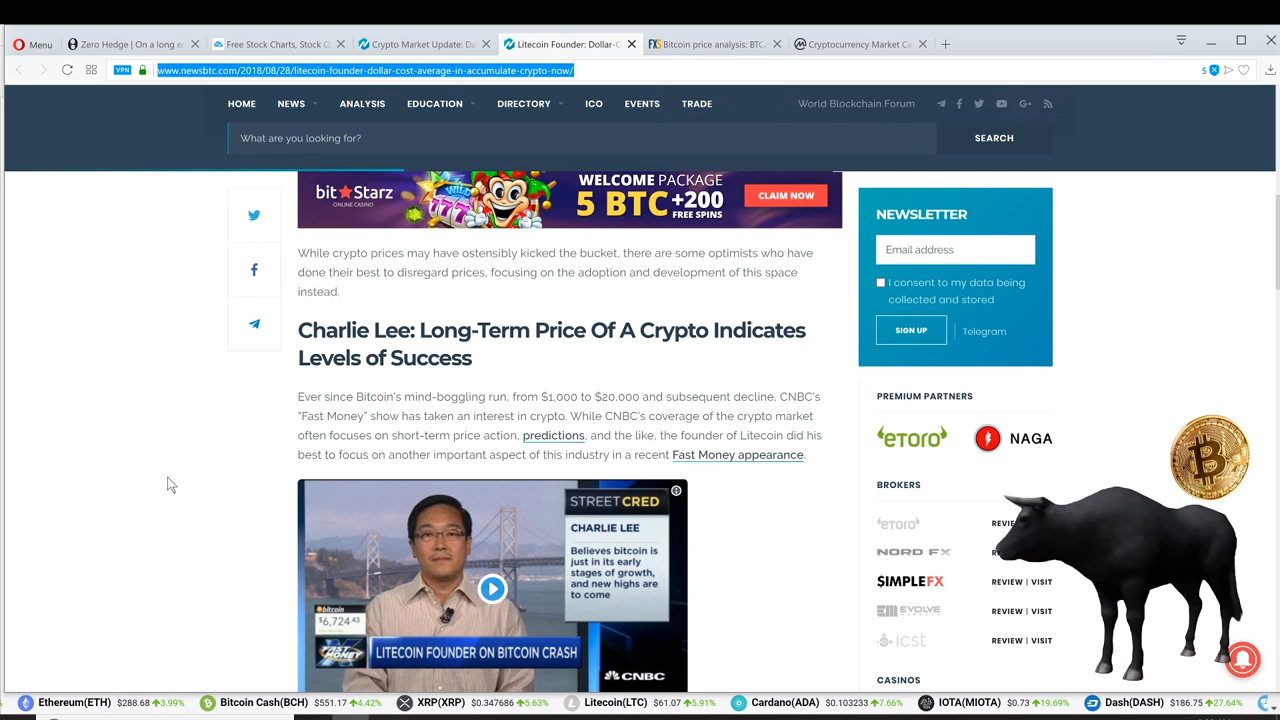 Menu
Zero Hedge | On a long e
Free Stock Charts, Stock Q
Crypto Market Update: Da
Litecoin Founder: Dollar-C
FXS Bitcoin price analysis: BTC/
Cryptocurrency Market Ca
VPN
www.newsbtc.com/2018/08/28/litecoin-founder-dollar-cost-average-in-accumulate-crypto-now/
5
HOME NEWS ANALYSIS EDUCATION DIRECTORY ICO EVENTS TRADE
World Blockchain Forum
What are you looking for?
SEARCH
bit★Starz
ONLINE CASINO
WILD
WELCOME PACKAGE
5 BTC +200
FREE SPINS
CLAIM NOW
While crypto prices may have ostensibly kicked the bucket, there are some optimists who have
done their best to disregard prices, focusing on the adoption and development of this space
instead.
Charlie Lee: Long-Term Price Of A Crypto Indicates
Levels of Success
Ever since Bitcoin's mind-boggling run, from $1,000 to $20,000 and subsequent decline, CNBC's
"Fast Money" show has taken an interest in crypto. While CNBC's coverage of the crypto market
often focuses on short-term price action, predictions, and the like, the founder of Litecoin did his
best to focus on another important aspect of this industry in a recent Fast Money appearance.
STREET CRED
CHARLIE LEE
Believes bitcoin is
just in its early
stages of growth,
and new highs are
to come
bitcoin
$6,724.43
FAST MONEY
LITECOIN FOUNDER ON BITCOIN CRASH
CNBC
NEWSLETTER
Email address
I consent to my data being
collected and stored
SIGN UP
Telegram
PREMIUM PARTNERS
eToro
NAGA
BROKERS
eToro
NORD FX
$IMPLEFX REVIEW | VISIT
EVOLVE
MARKETS
REVIEW | VISIT
icst REVIEW | VISIT
CASINOS
Ethereum(ETH) $288.68 3.99%
Bitcoin Cash(BCH) $551.17 4.42%
XRP(XRP) $0.347686 5.63%
Litecoin(LTC) $61.07 5.91%
Cardano(ADA) $0.103233 7.66%
IOTA(MIOTA) $0.73 19.69%
Dash(DASH) $186.75 27.64%